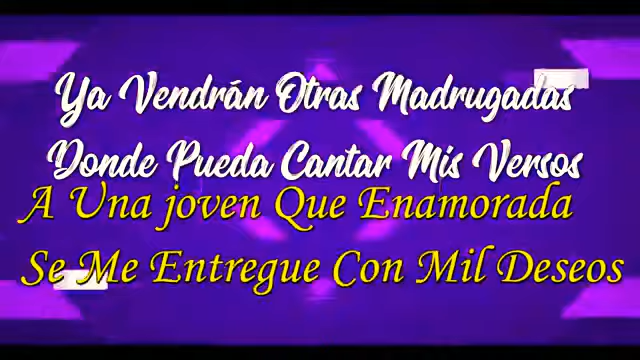 Ya Vendrán Otras Madrugadas
Donde Pueda Cantar Mis Versos
A Una joven Que Enamorada
Se Me Entregue Con Mil Deseos